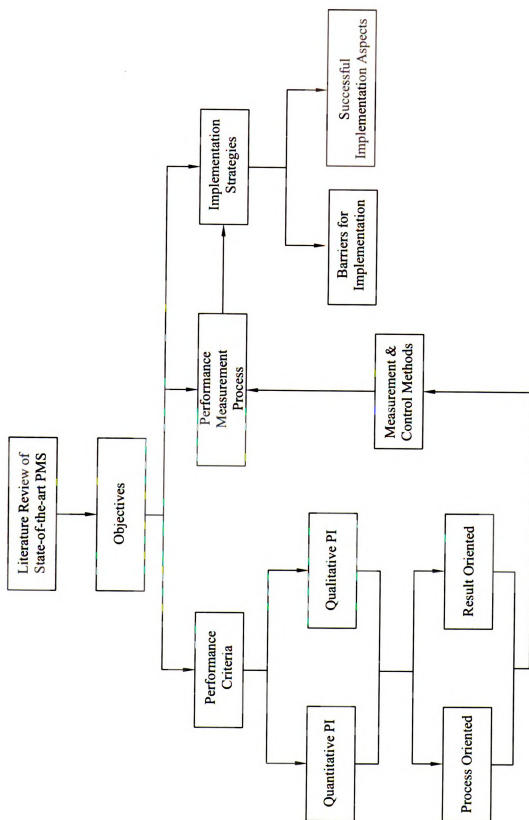 Literature Review of
State-of-the-art PMS
Objectives
Performance
Criteria
Performance
Measurement
Process
Implementation
Strategies
Quantitative PI
Qualitative PI
Barriers for
Implementation
Successful
Implementation Aspects
Process Oriented
Result Oriented
Measurement &
Control Methods